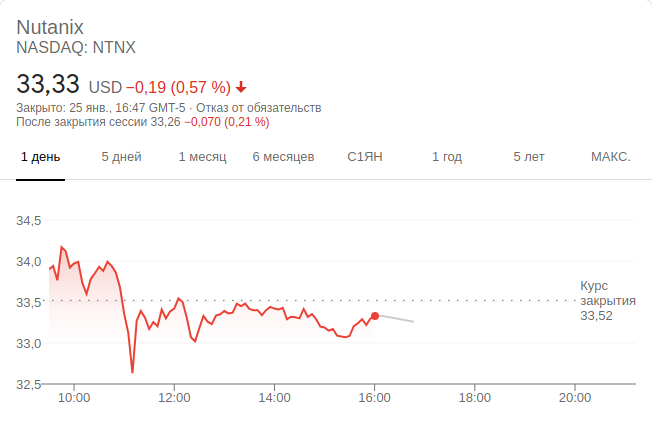 Nutanix
NASDAQ: NTNX
33,33 USD −0,19 (0,57 %)
Закрыто: 25 янв., 16:47 GMT-5 · Отказ от обязательств
После закрытия сессии 33,26 −0,070 (0,21 %)
1 день 5 дней 1 месяц 6 месяцев С1ЯН 1 год 5 лет МАКС.
34,5
34,0
33,5
33,0
32,5
Курс
закрытия
33,52
10:00 12:00 14:00 16:00 18:00 20:00